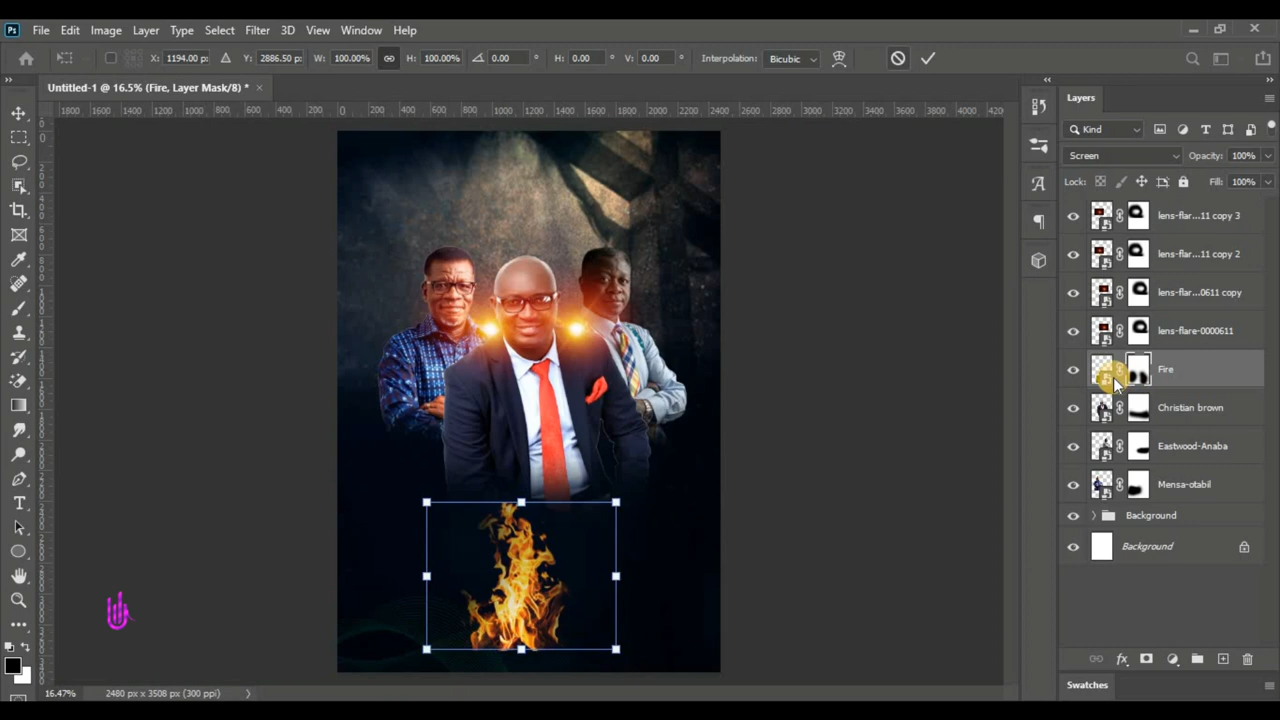 Ps File Edit Image Layer Type Select Filter 3D View Window Help
X: 1194.00 p: Y: 2886.50 p: W: 100.00% H: 100.00% 0.00 ° H: 0.00 ° V: 0.00 ° Interpolation: Bicubic
Untitled-1 @ 16.5% (Fire, Layer Mask/8) * ×
1800 1600 1400 1200 1000 800 600 400 200 0 200 400 600 800 1000 1200 1400 1600 1800 2000 2200 2400 2600 2800 3000 3200 3400 3600 3800 4000 420
Layers
Kind
Screen Opacity: 100%
Lock: Fill: 100%
lens-flar...11 copy 3
lens-flar...11 copy 2
lens-flar...0611 copy
lens-flare-0000611
Fire
Christian brown
Eastwood-Anaba
Mensa-otabil
Background
Background
Swatches
16.47% 2480 px x 3508 px (300 ppi)